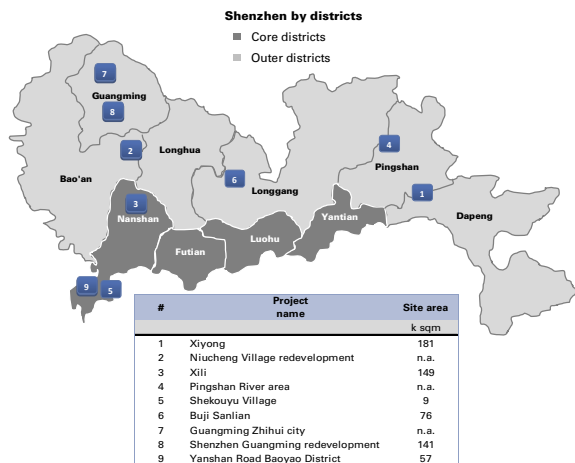 Shenzhen by districts
Core districts
Outer districts
7
Guangming
8
2
Longhua
4
Pingshan
Bao'an
6
Longgang
1
3
Nanshan
Yantian
Dapeng
Luohu
Futian
9
5
# Project name Site area
k sqm
1 Xiyong 181
2 Niucheng Village redevelopment n.a.
3 Xili 149
4 Pingshan River area n.a.
5 Shekouyu Village 9
6 Buji Sanlian 76
7 Guangming Zhihui city n.a.
8 Shenzhen Guangming redevelopment 141
9 Yanshan Road Baoyao District 57